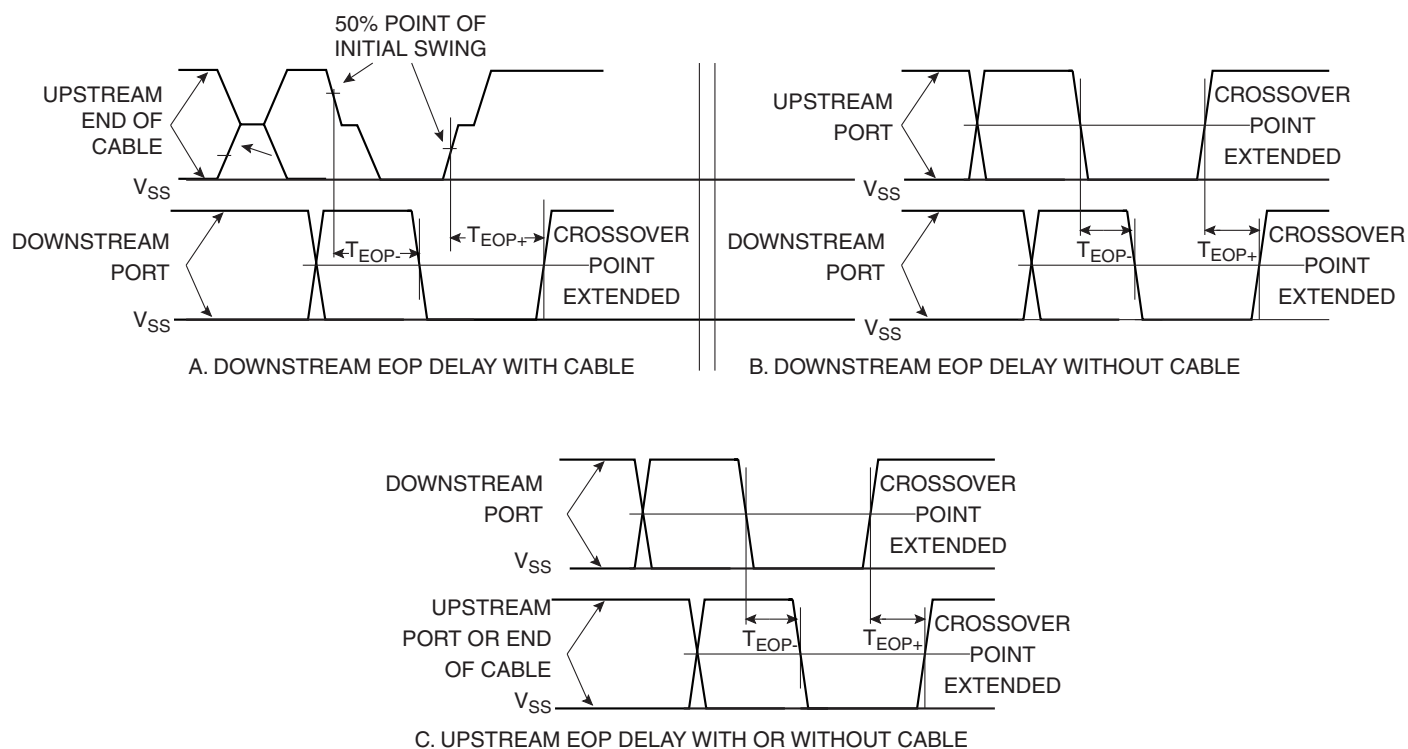 50% POINT OF
INITIAL SWING
UPSTREAM
END OF
CABLE
VSS
DOWNSTREAM
PORT
VSS
TEOP-
TEOP+
CROSSOVER
POINT
EXTENDED
A. DOWNSTREAM EOP DELAY WITH CABLE
UPSTREAM
PORT
VSS
CROSSOVER
POINT
EXTENDED
DOWNSTREAM
PORT
VSS
TEOP-
TEOP+
CROSSOVER
POINT
EXTENDED
B. DOWNSTREAM EOP DELAY WITHOUT CABLE
DOWNSTREAM
PORT
VSS
CROSSOVER
POINT
EXTENDED
UPSTREAM
PORT OR END
OF CABLE
VSS
TEOP-
TEOP+
CROSSOVER
POINT
EXTENDED
C. UPSTREAM EOP DELAY WITH OR WITHOUT CABLE